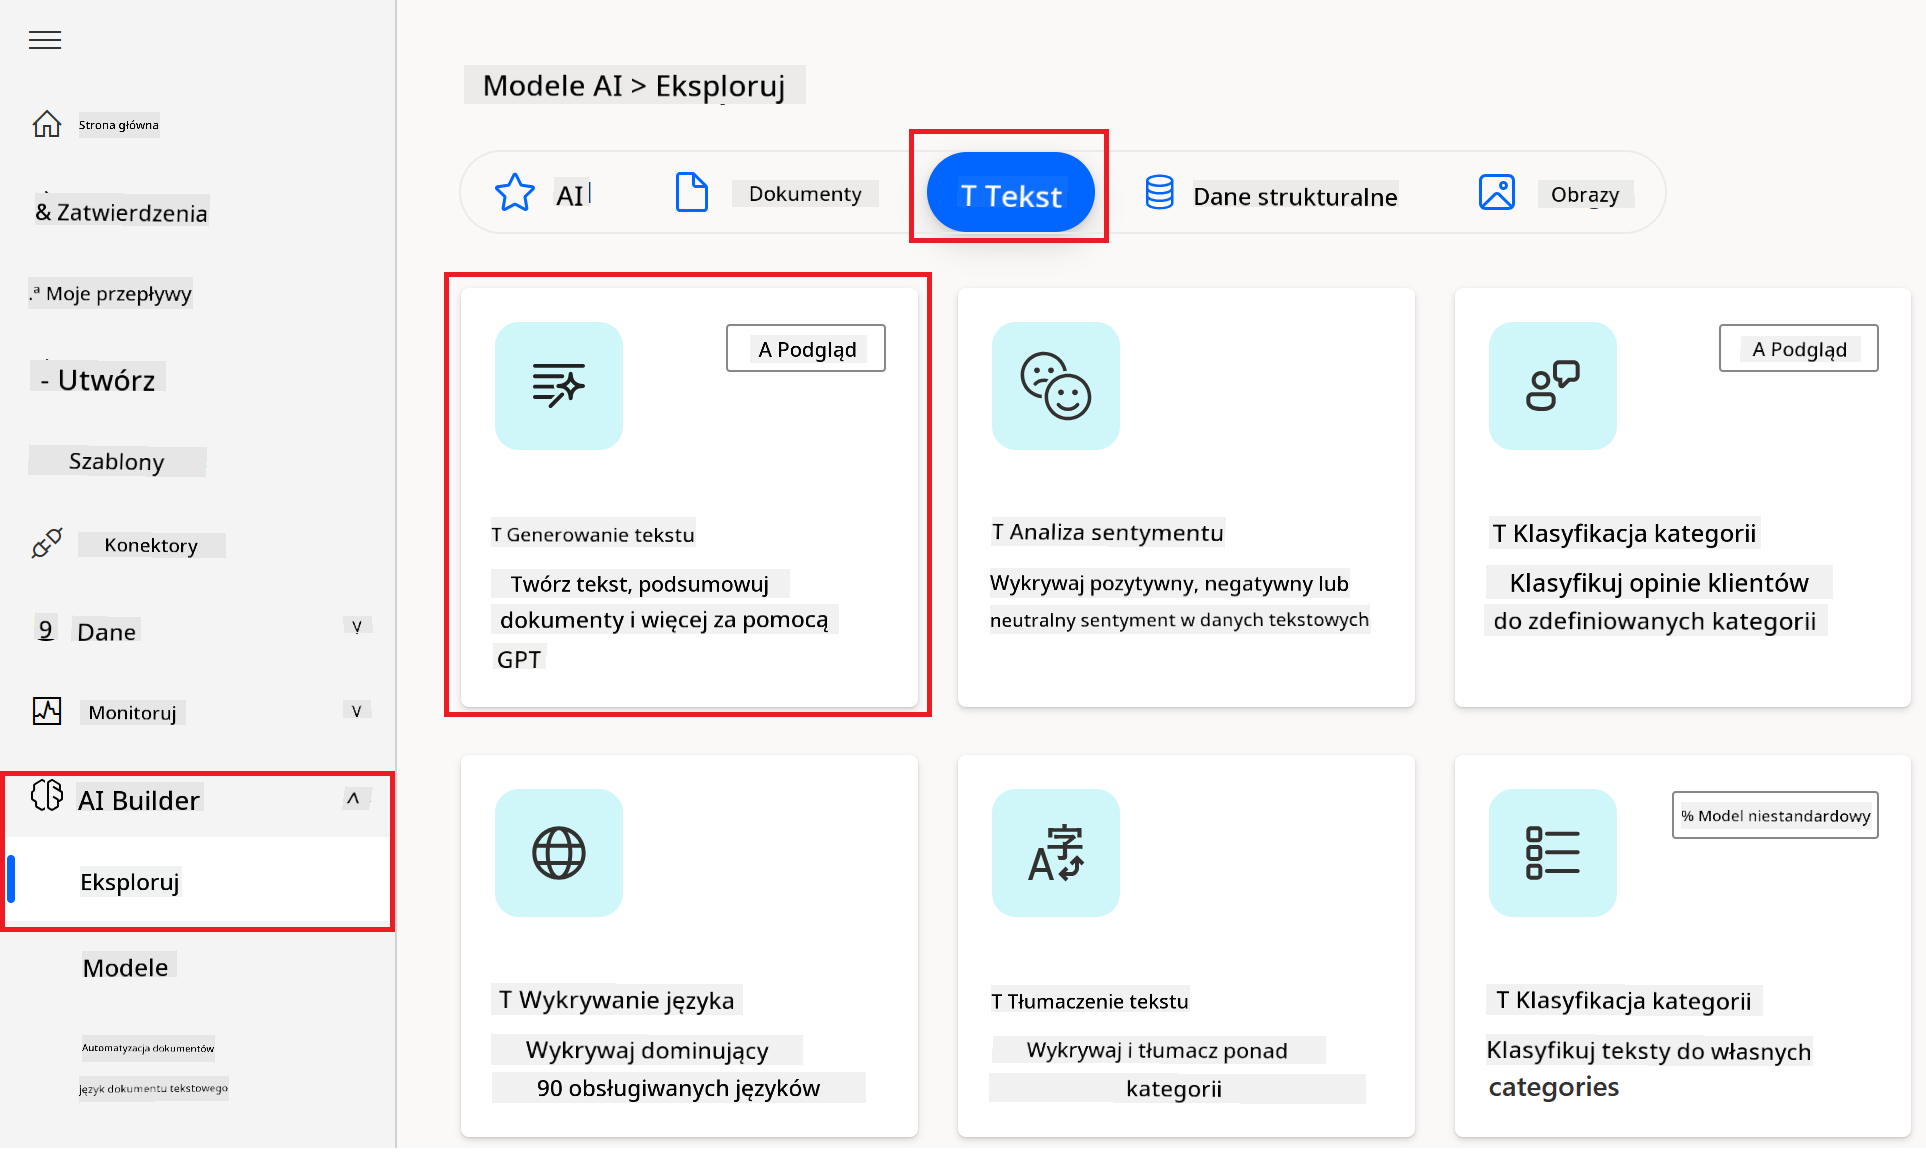 Strona główna
& Zatwierdzenia
.ª Moje przepływy
- Utwórz
Szablony
Konektory
9 Dane
Monitoruj
AI Builder
Eksploruj
Modele
Automatyzacja dokumentów
Język dokumentu tekstowego
Modele AI > Eksploruj
AI
Dokumenty
T Tekst
Dane strukturalne
Obrazy
A Podgląd
T Generowanie tekstu
Twórz tekst, podsumowuj
dokumenty i więcej za pomocą
GPT
T Analiza sentymentu
Wykrywaj pozytywny, negatywny lub
neutralny sentyment w danych tekstowych
A Podgląd
T Klasyfikacja kategorii
Klasyfikuj opinie klientów
do zdefiniowanych kategorii
T Wykrywanie języka
Wykrywaj dominujący
90 obsługiwanych języków
T Tłumaczenie tekstu
Wykrywaj i tłumacz ponad
kategorii
% Model niestandardowy
T Klasyfikacja kategorii
Klasyfikuj teksty do własnych
categories